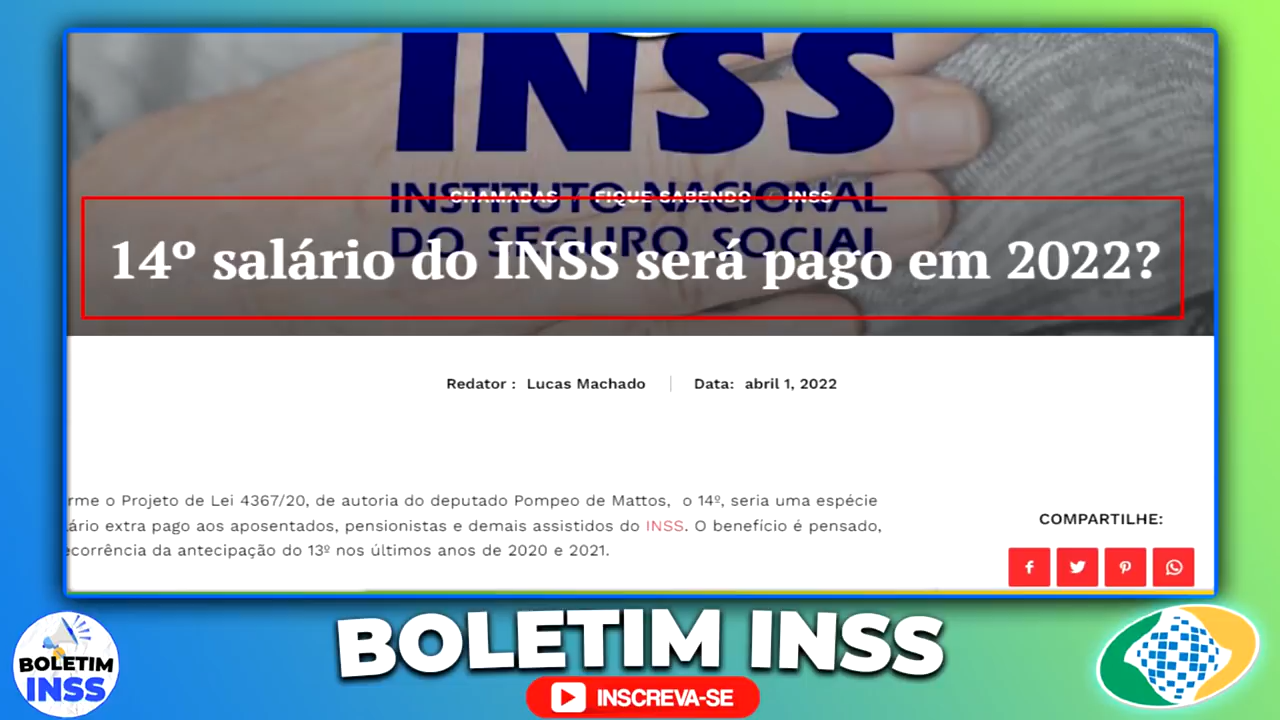 INSS
INSTITUTO NACIONAL
DO SEGURO SOCIAL
CHAMADAS FIQUE SABENDO INSS
14º salário do INSS será pago em 2022?
Redator : Lucas Machado
Data: abril 1, 2022
rme o Projeto de Lei 4367/20, de autoria do deputado Pompeo de Mattos, o 14º, seria uma espécie
ário extra pago aos aposentados, pensionistas e demais assistidos do INSS. O benefício é pensado,
ecorrência da antecipação do 13º nos últimos anos de 2020 e 2021.
COMPARTILHE:
BOLETIM
INSS
BOLETIM INSS
INSCREVA-SE